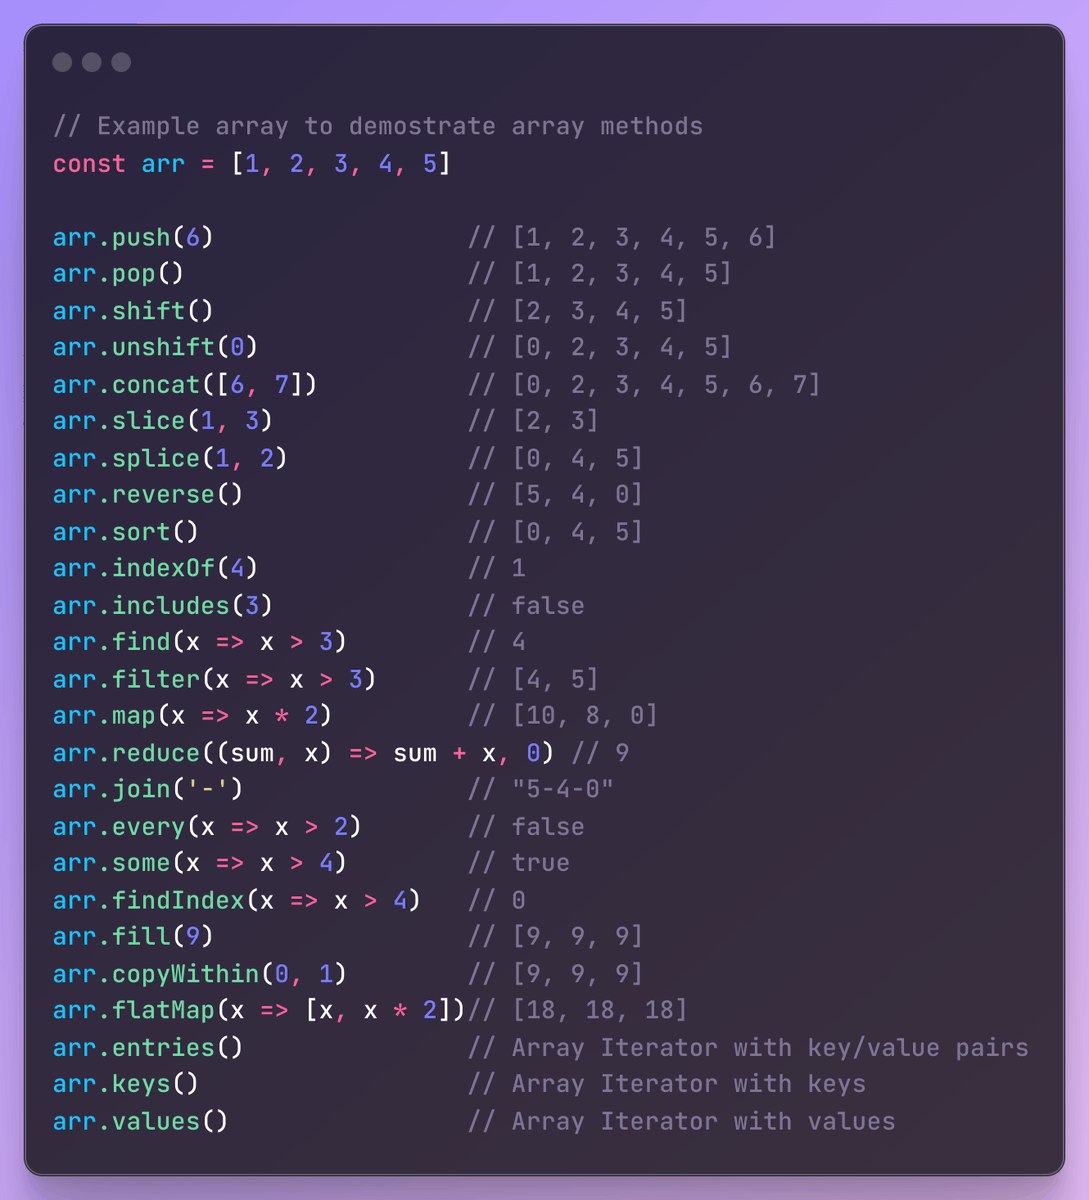 // Example array to demostrate array methods
const arr = [1, 2, 3, 4, 5]
arr.push(6) // [1, 2, 3, 4, 5, 6]
arr.pop() // [1, 2, 3, 4, 5]
arr.shift() // [2, 3, 4, 5]
arr.unshift(0) // [0, 2, 3, 4, 5]
arr.concat([6, 7]) // [0, 2, 3, 4, 5, 6, 7]
arr.slice(1, 3) // [2, 3]
arr.splice(1, 2) // [0, 4, 5]
arr.reverse() // [5, 4, 0]
arr.sort() // [0, 4, 5]
arr.indexOf(4) // 1
arr.includes(3) // false
arr.find(x => x > 3) // 4
arr.filter(x => x > 3) // [4, 5]
arr.map(x => x * 2) // [10, 8, 0]
arr.reduce((sum, x) => sum + x, 0) // 9
arr.join('-') // "5-4-0"
arr.every(x => x > 2) // false
arr.some(x => x > 4) // true
arr.findIndex(x => x > 4) // 0
arr.fill(9) // [9, 9, 9]
arr.copyWithin(0, 1) // [9, 9, 9]
arr.flatMap(x => [x, x * 2])// [18, 18, 18]
arr.entries() // Array Iterator with key/value pairs
arr.keys() // Array Iterator with keys
arr.values() // Array Iterator with values